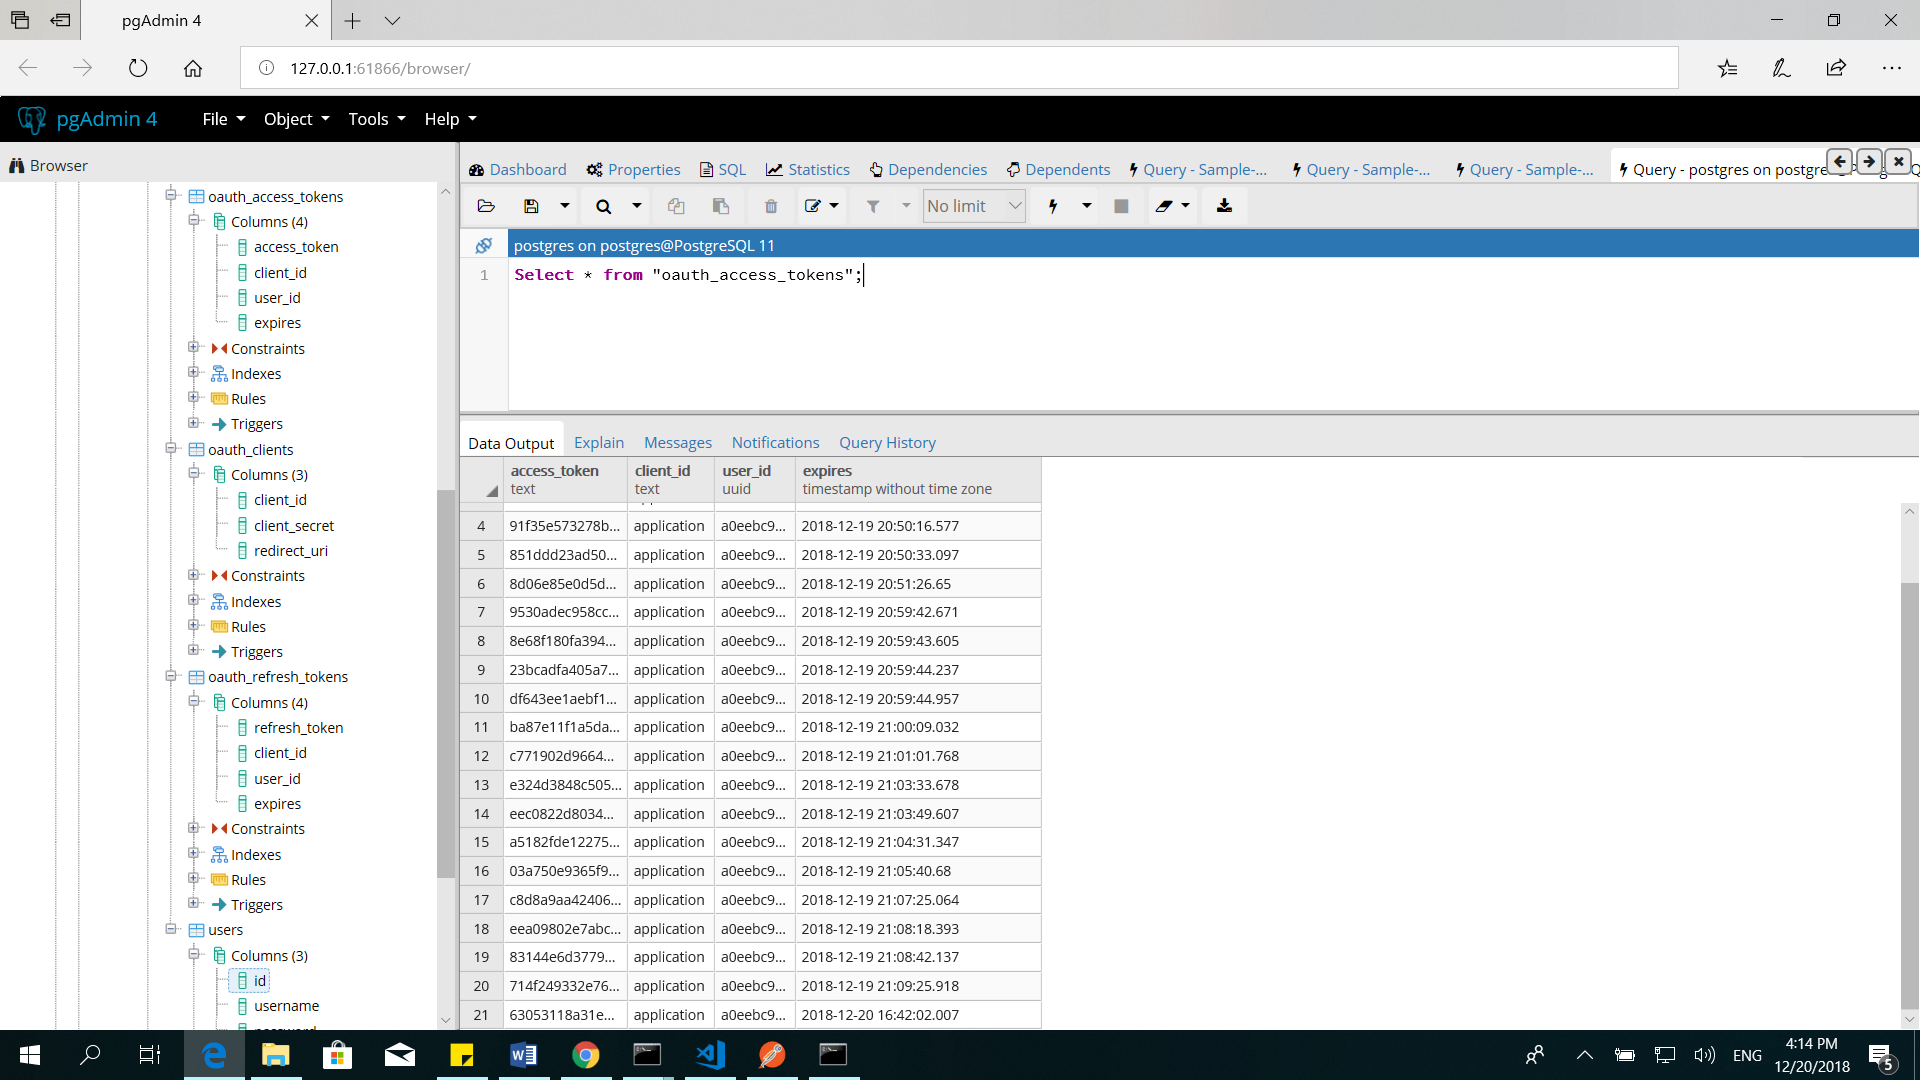 pgAdmin 4
127.0.0.1:61866/browser/
pgAdmin 4 File Object Tools Help
Browser
Dashboard Properties SQL Statistics Dependencies Dependents Query - Sample-... Query - Sample-... Query - Sample-... Query - postgres on postgre
No limit
postgres on postgres@PostgreSQL 11
1 Select * from "oauth_access_tokens";
oauth_access_tokens
Columns (4)
access_token
client_id
user_id
expires
Constraints
Indexes
Rules
Triggers
oauth_clients
Columns (3)
client_id
client_secret
redirect_uri
Constraints
Indexes
Rules
Triggers
oauth_refresh_tokens
Columns (4)
refresh_token
client_id
user_id
expires
Constraints
Indexes
Rules
Triggers
users
Columns (3)
id
username
Data Output Explain Messages Notifications Query History
access_token client_id user_id expires
text text uuid timestamp without time zone
4 91f35e573278b... application a0eebc9... 2018-12-19 20:50:16.577
5 851ddd23ad50... application a0eebc9... 2018-12-19 20:50:33.097
6 8d06e85e0d5d... application a0eebc9... 2018-12-19 20:51:26.65
7 9530adec958cc... application a0eebc9... 2018-12-19 20:59:42.671
8 8e68f180fa394... application a0eebc9... 2018-12-19 20:59:43.605
9 23bcadfa405a7... application a0eebc9... 2018-12-19 20:59:44.237
10 df643ee1aebf1... application a0eebc9... 2018-12-19 20:59:44.957
11 ba87e11f1a5da... application a0eebc9... 2018-12-19 21:00:09.032
12 c771902d9664... application a0eebc9... 2018-12-19 21:01:01.768
13 e324d3848c505... application a0eebc9... 2018-12-19 21:03:33.678
14 eec0822d8034... application a0eebc9... 2018-12-19 21:03:49.607
15 a5182fde12275... application a0eebc9... 2018-12-19 21:04:31.347
16 03a750e9365f9... application a0eebc9... 2018-12-19 21:05:40.68
17 c8d8a9aa42406... application a0eebc9... 2018-12-19 21:07:25.064
18 eea09802e7abc... application a0eebc9... 2018-12-19 21:08:18.393
19 83144e6d3779... application a0eebc9... 2018-12-19 21:08:42.137
20 714f249332e76... application a0eebc9... 2018-12-19 21:09:25.918
21 63053118a31e... application a0eebc9... 2018-12-20 16:42:02.007
ENG
4:14 PM
12/20/2018
5